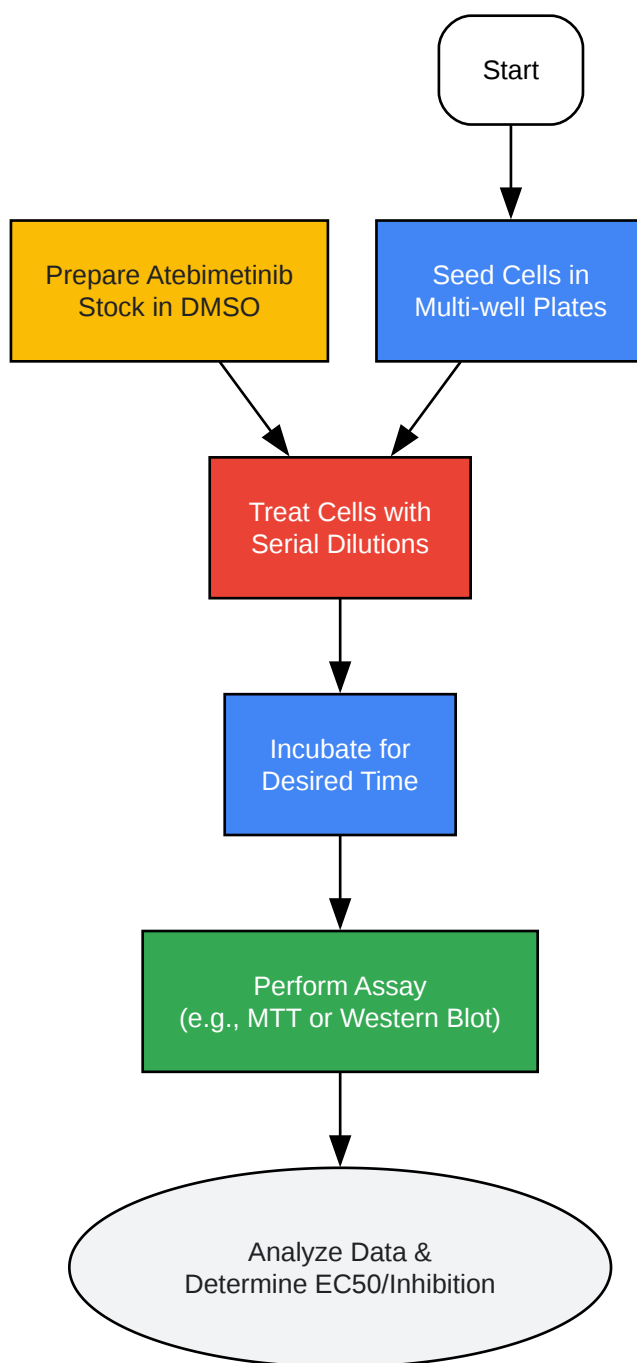 Start
Prepare Atebimetinib
Stock in DMSO
Seed Cells in
Multi-well Plates
Treat Cells with
Serial Dilutions
Incubate for
Desired Time
Perform Assay
(e.g., MTT or Western Blot)
Analyze Data &
Determine EC50/Inhibition